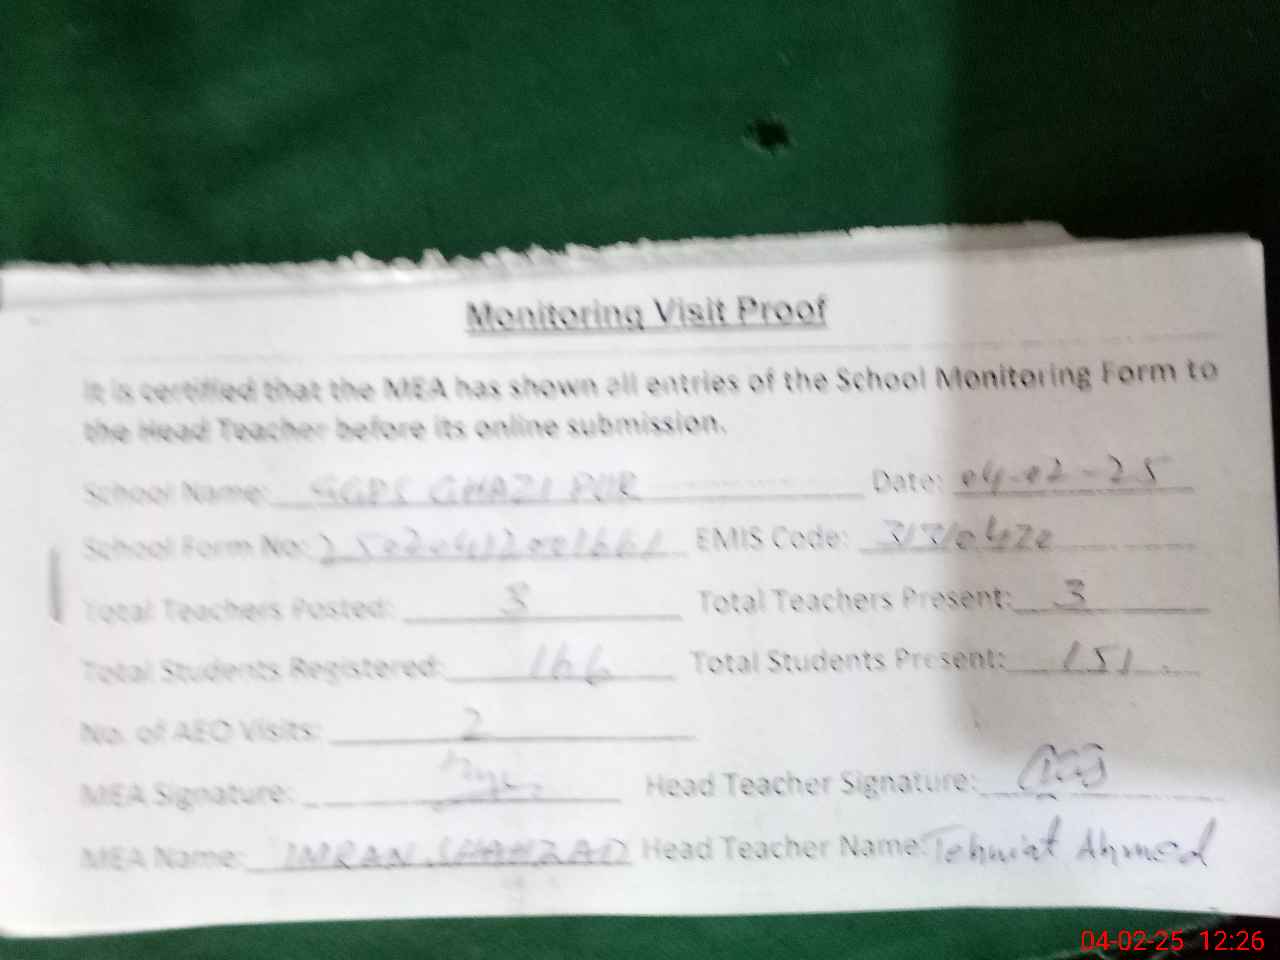 Monitoring Visit Proof
It is certified that the MEA has shown all entries of the School Monitoring Form to
the Head Teacher before its online submission.
School Name: GGPS GHAZI PUR Date: 04-02-25
School Form No: EMIS Code:
Total Teachers Posted: 3 Total Teachers Present: 3
Total Students Registered: 166 Total Students Present: 151
No. of AEO Visits: 2
MEA Signature: Head Teacher Signature:
MEA Name: IMRAN SHAHZAD Head Teacher Name: Ahmed
04-02-25 12:26